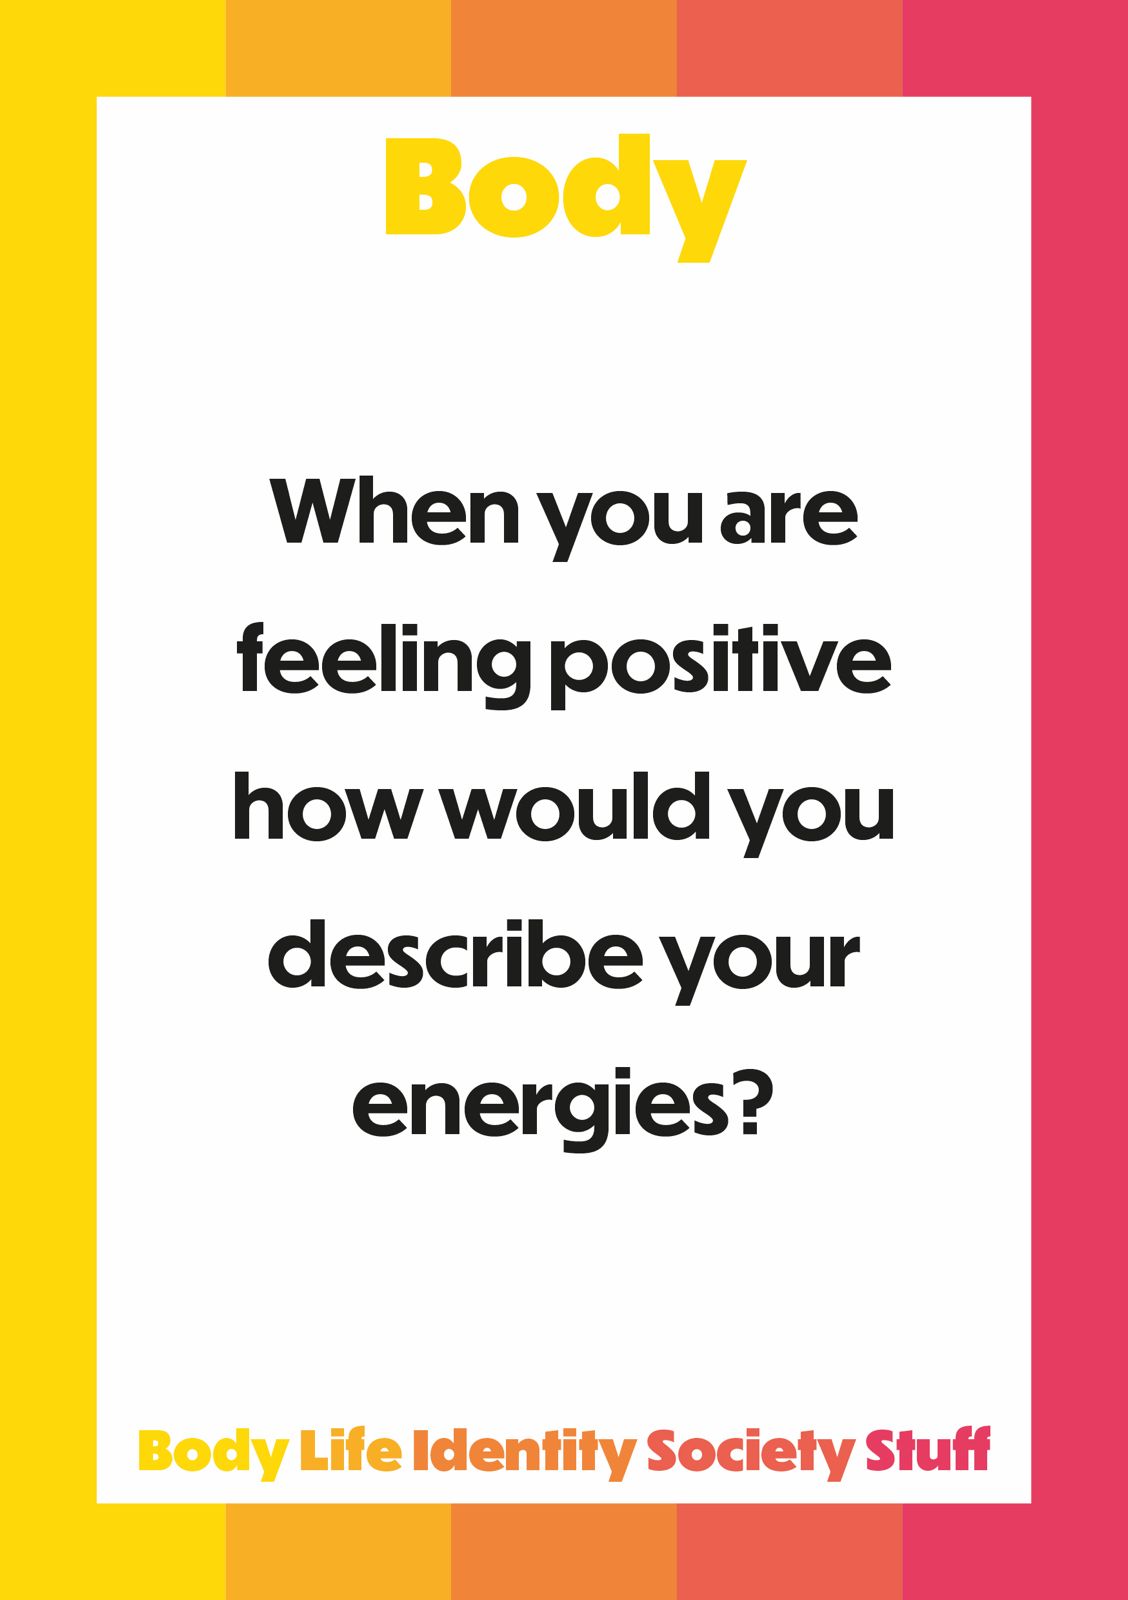 Body
When you are
feeling positive
how would you
describe your
energies?
Body Life Identity Society Stuff